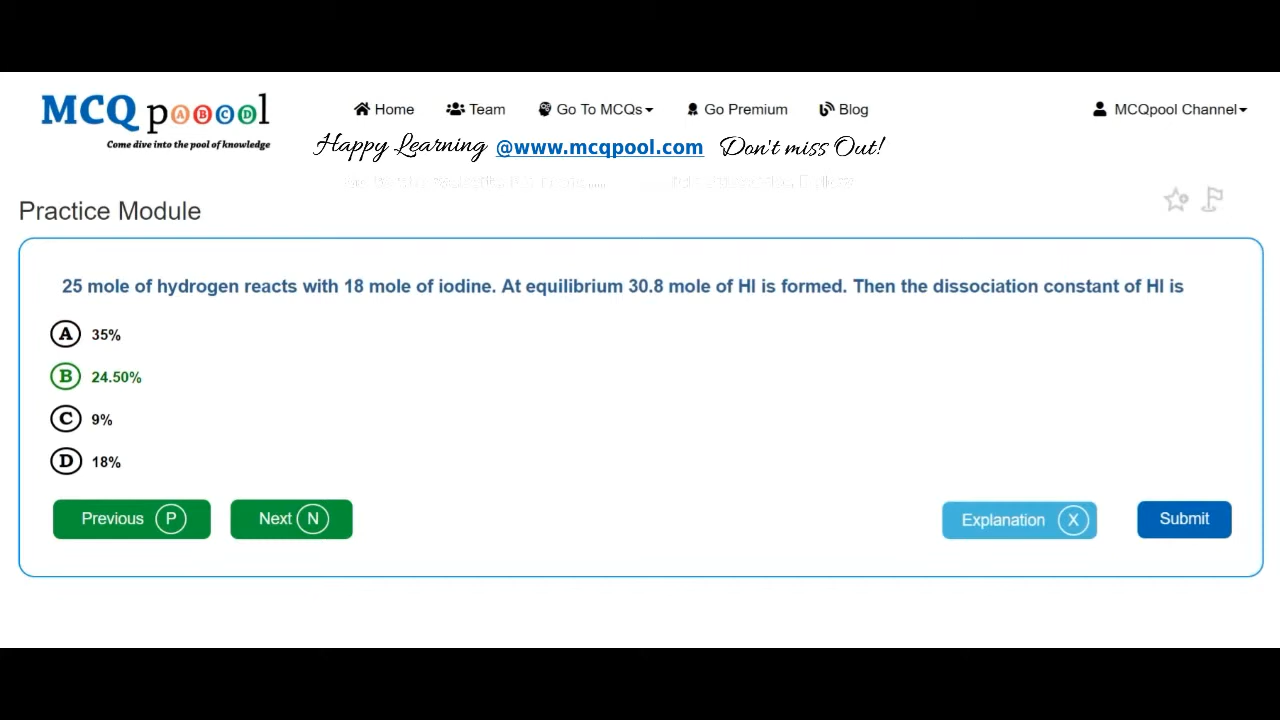 MCQ pooool
Come dive into the pool of knowledge
Home Team Go To MCQs Go Premium Blog MCQpool Channel
Happy Learning @www.mcqpool.com Don't miss Out!
Practice Module
25 mole of hydrogen reacts with 18 mole of iodine. At equilibrium 30.8 mole of HI is formed. Then the dissociation constant of HI is
A 35%
B 24.50%
C 9%
D 18%
Previous P Next N Explanation X Submit